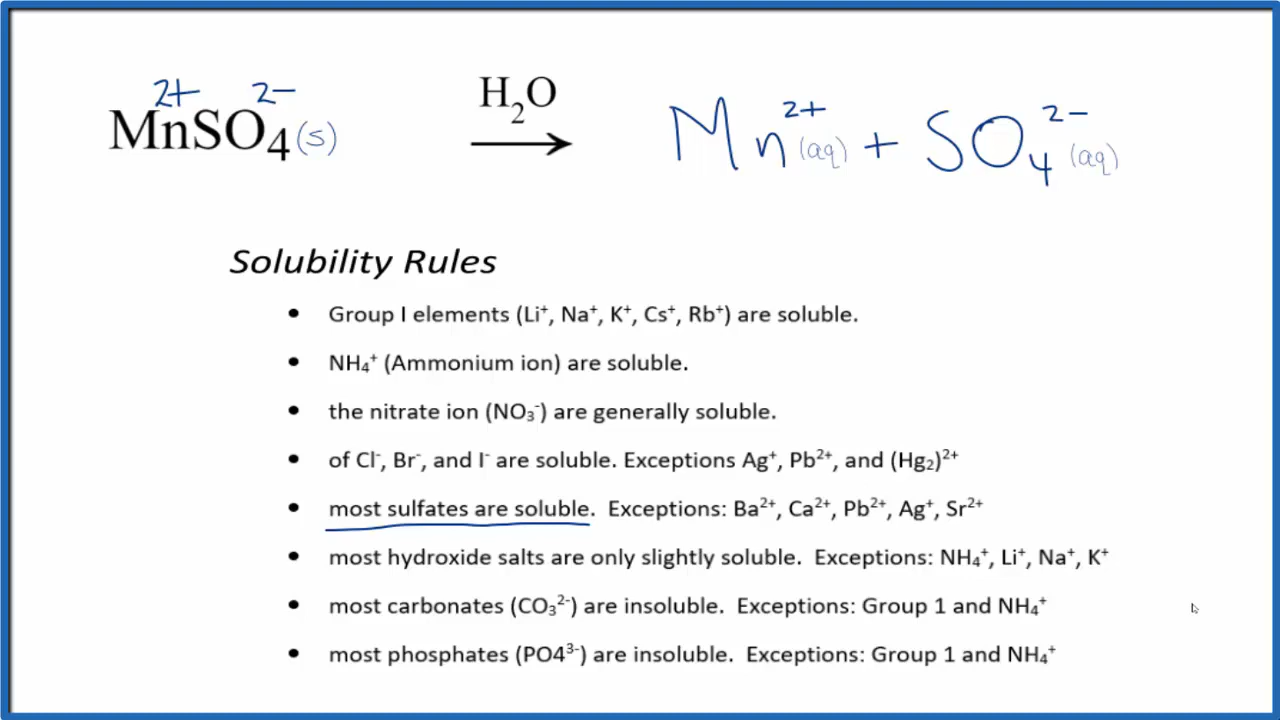 MnSO₄(s) 2+ 2− H₂O → Mn²⁺(aq) + SO₄²⁻(aq)
Solubility Rules
• Group I elements (Li⁺, Na⁺, K⁺, Cs⁺, Rb⁺) are soluble.
• NH₄⁺ (Ammonium ion) are soluble.
• the nitrate ion (NO₃⁻) are generally soluble.
• of Cl⁻, Br⁻, and I⁻ are soluble. Exceptions Ag⁺, Pb²⁺, and (Hg₂)²⁺
• most sulfates are soluble. Exceptions: Ba²⁺, Ca²⁺, Pb²⁺, Ag⁺, Sr²⁺
• most hydroxide salts are only slightly soluble. Exceptions: NH₄⁺, Li⁺, Na⁺, K⁺
• most carbonates (CO₃²⁻) are insoluble. Exceptions: Group 1 and NH₄⁺
• most phosphates (PO4³⁻) are insoluble. Exceptions: Group 1 and NH₄⁺